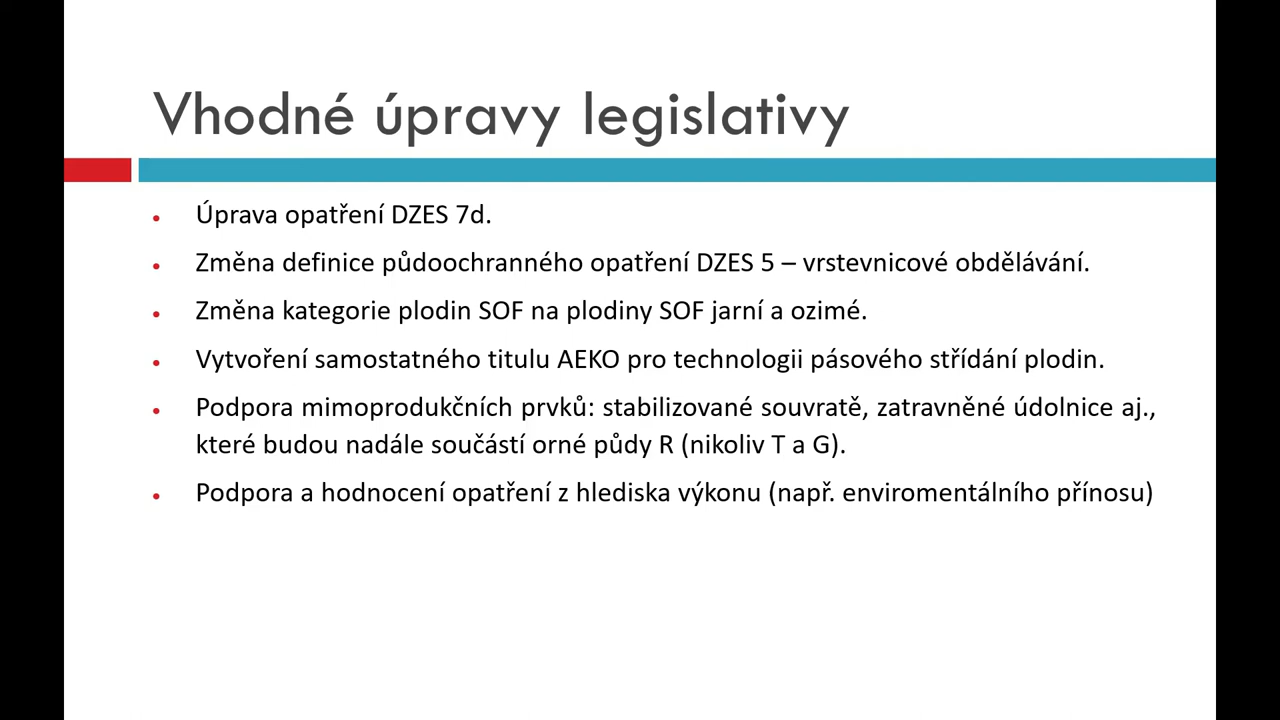 Vhodné úpravy legislativy
• Úprava opatření DZES 7d.
• Změna definice půdoochranného opatření DZES 5 – vrstevnicové obdělávání.
• Změna kategorie plodin SOF na plodiny SOF jarní a ozimé.
• Vytvoření samostatného titulu AEKO pro technologii pásového střídání plodin.
• Podpora mimoprodukčních prvků: stabilizované souvratě, zatravněné údolnice aj.,
které budou nadále součástí orné půdy R (nikoliv T a G).
• Podpora a hodnocení opatření z hlediska výkonu (např. enviromentálního přínosu)